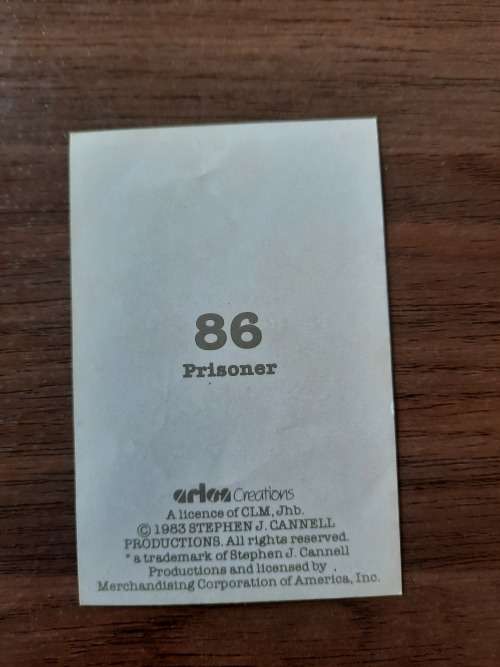 86
Prisoner
Creations
A licence of CLM, Jhb.
© 1983 STEPHEN J. CANNELL
PRODUCTIONS. All rights reserved.
* a trademark of Stephen J. Cannell
Productions and licensed by
Merchandising Corporation of America, Inc.